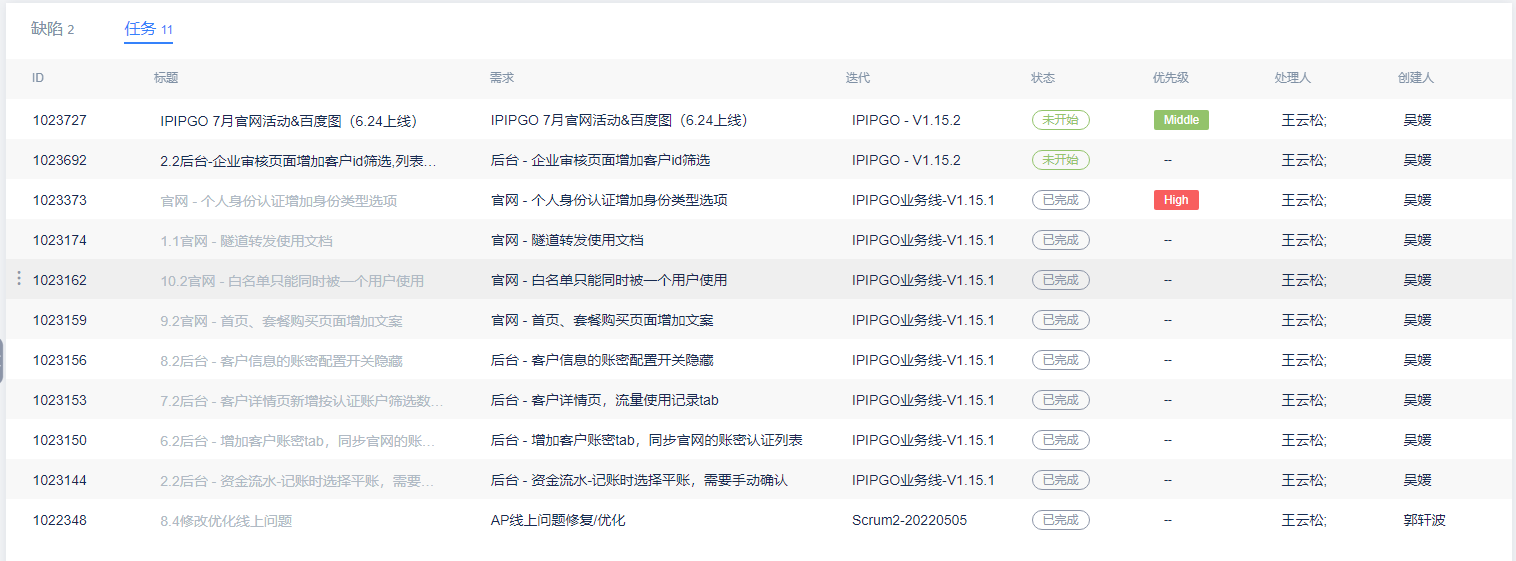 缺陷 2 任务 11
ID 标题 需求 迭代 状态 优先级 处理人 创建人
1023727 IPIPGO 7月官网活动&百度图（6.24上线） IPIPGO 7月官网活动&百度图（6.24上线） IPIPGO - V1.15.2 未开始 Middle 王云松; 吴媛
1023692 2.2后台-企业审核页面增加客户id筛选,列表... 后台 - 企业审核页面增加客户id筛选 IPIPGO - V1.15.2 未开始 -- 王云松; 吴媛
1023373 官网 - 个人身份认证增加身份类型选项 官网 - 个人身份认证增加身份类型选项 IPIPGO业务线-V1.15.1 已完成 High 王云松; 吴媛
1023174 1.1官网 - 隧道转发使用文档 官网 - 隧道转发使用文档 IPIPGO业务线-V1.15.1 已完成 -- 王云松; 吴媛
1023162 10.2官网 - 白名单只能同时被一个用户使用 官网 - 白名单只能同时被一个用户使用 IPIPGO业务线-V1.15.1 已完成 -- 王云松; 吴媛
1023159 9.2官网 - 首页、套餐购买页面增加文案 官网 - 首页、套餐购买页面增加文案 IPIPGO业务线-V1.15.1 已完成 -- 王云松; 吴媛
1023156 8.2后台 - 客户信息的账密配置开关隐藏 后台 - 客户信息的账密配置开关隐藏 IPIPGO业务线-V1.15.1 已完成 -- 王云松; 吴媛
1023153 7.2后台 - 客户详情页新增按认证账户筛选数... 后台 - 客户详情页，流量使用记录tab IPIPGO业务线-V1.15.1 已完成 -- 王云松; 吴媛
1023150 6.2后台 - 增加客户账密tab，同步官网的账... 后台 - 增加客户账密tab，同步官网的账密认证列表 IPIPGO业务线-V1.15.1 已完成 -- 王云松; 吴媛
1023144 2.2后台 - 资金流水-记账时选择平账，需要... 后台 - 资金流水-记账时选择平账，需要手动确认 IPIPGO业务线-V1.15.1 已完成 -- 王云松; 吴媛
1022348 8.4修改优化线上问题 AP线上问题修复/优化 Scrum2-20220505 已完成 -- 王云松; 郭轩波